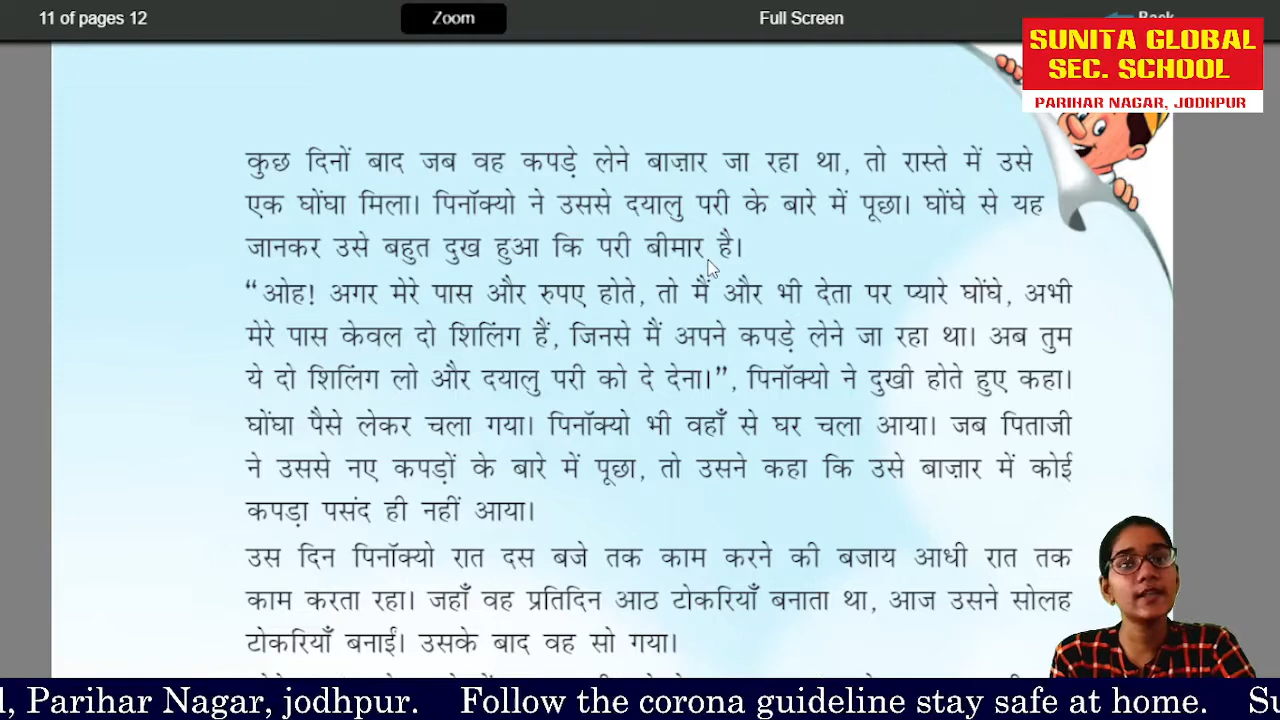 11 of pages 12
Zoom
Full Screen
Back
SUNITA GLOBAL
SEC. SCHOOL
PARIHAR NAGAR, JODHPUR
कुछ दिनों बाद जब वह कपड़े लेने बाज़ार जा रहा था, तो रास्ते में उसे
एक घोंघा मिला। पिनॉक्यो ने उससे दयालु परी के बारे में पूछा। घोंघे से यह
जानकर उसे बहुत दुख हुआ कि परी बीमार है।
“ओह! अगर मेरे पास और रुपए होते, तो मैं और भी देता पर प्यारे घोंघे, अभी
मेरे पास केवल दो शिलिंग हैं, जिनसे मैं अपने कपड़े लेने जा रहा था। अब तुम
ये दो शिलिंग लो और दयालु परी को दे देना।”, पिनॉक्यो ने दुखी होते हुए कहा।
घोंघा पैसे लेकर चला गया। पिनॉक्यो भी वहाँ से घर चला आया। जब पिताजी
ने उससे नए कपड़ों के बारे में पूछा, तो उसने कहा कि उसे बाज़ार में कोई
कपड़ा पसंद ही नहीं आया।
उस दिन पिनॉक्यो रात दस बजे तक काम करने की बजाय आधी रात तक
काम करता रहा। जहाँ वह प्रतिदिन आठ टोकरियाँ बनाता था, आज उसने सोलह
टोकरियाँ बनाईं। उसके बाद वह सो गया।
l, Parihar Nagar, jodhpur. Follow the corona guideline stay safe at home. Su